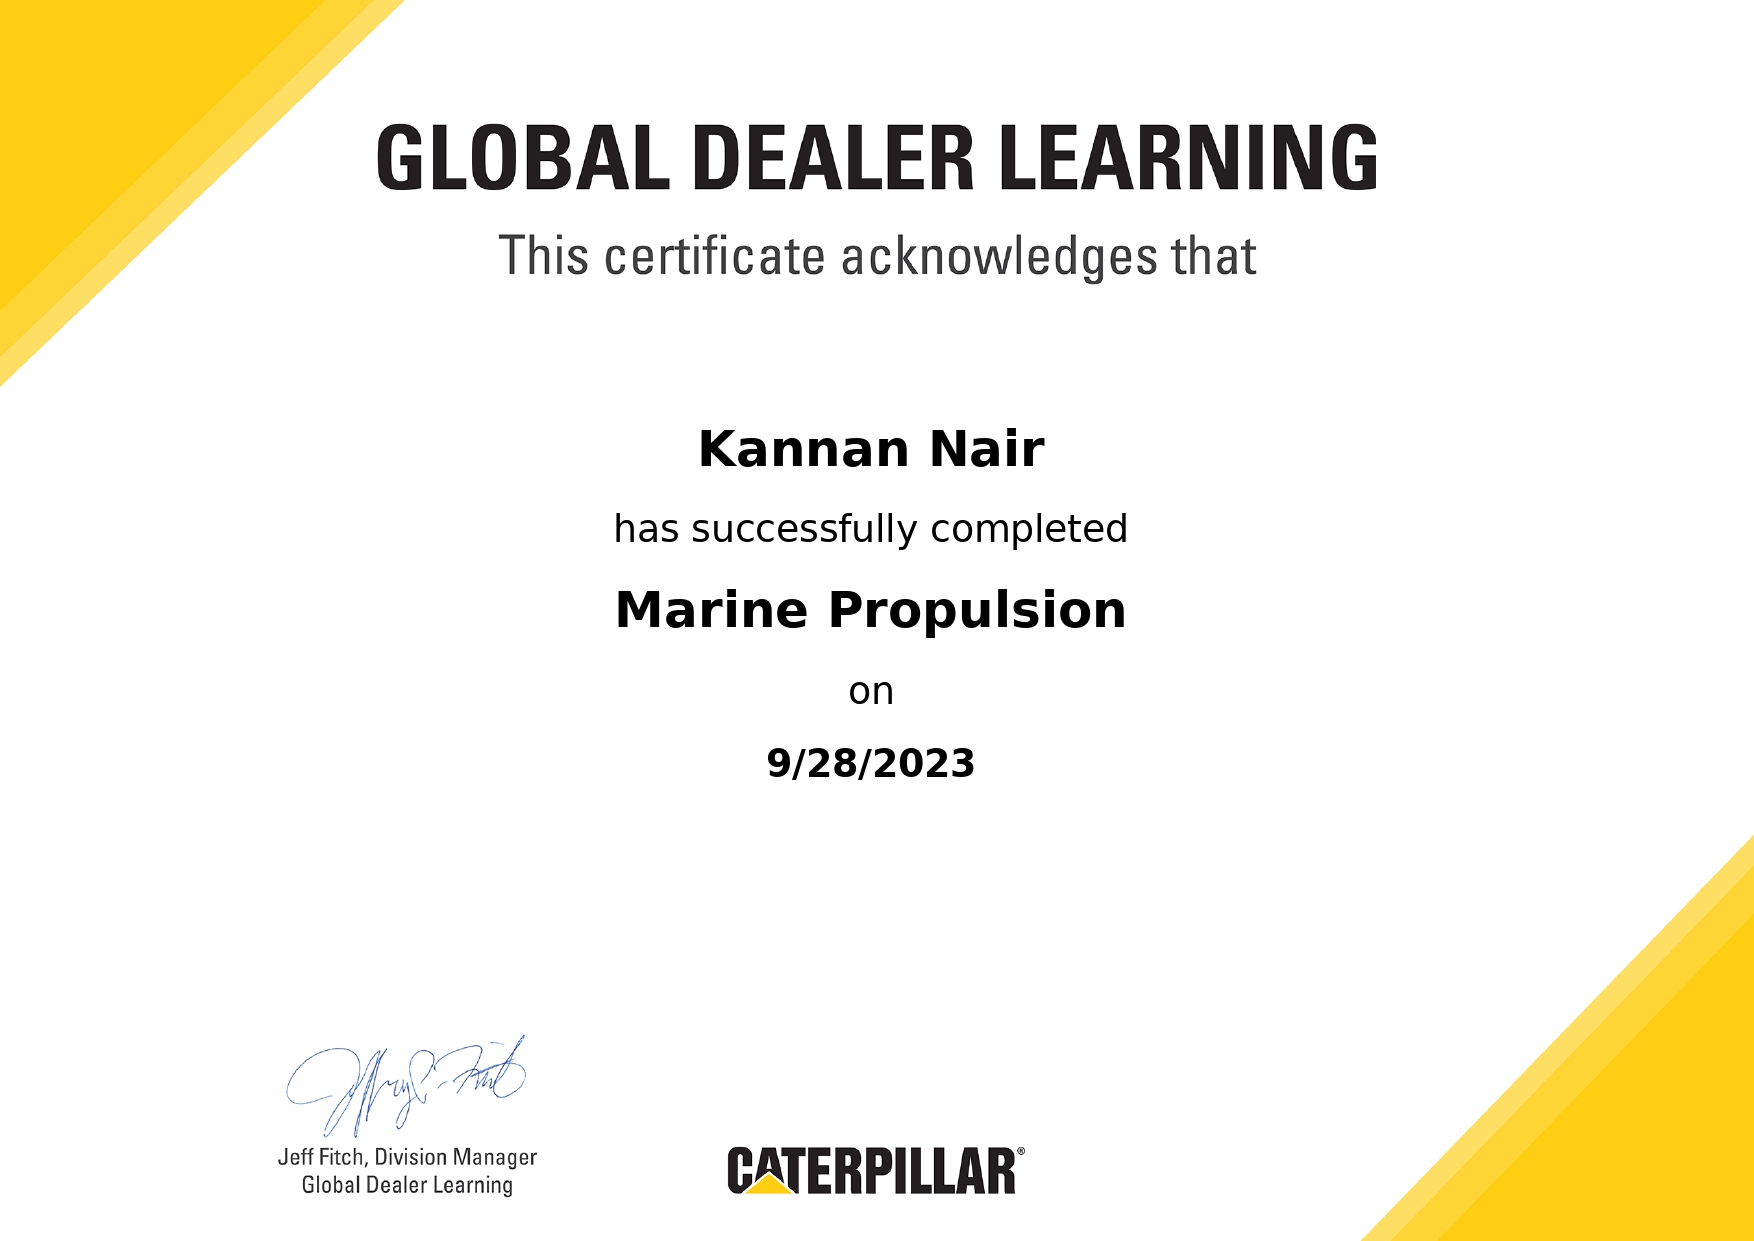 GLOBAL DEALER LEARNING
This certificate acknowledges that
Kannan Nair
has successfully completed
Marine Propulsion
on
9/28/2023
Jeff Fitch, Division Manager
Global Dealer Learning
CATERPILLAR®